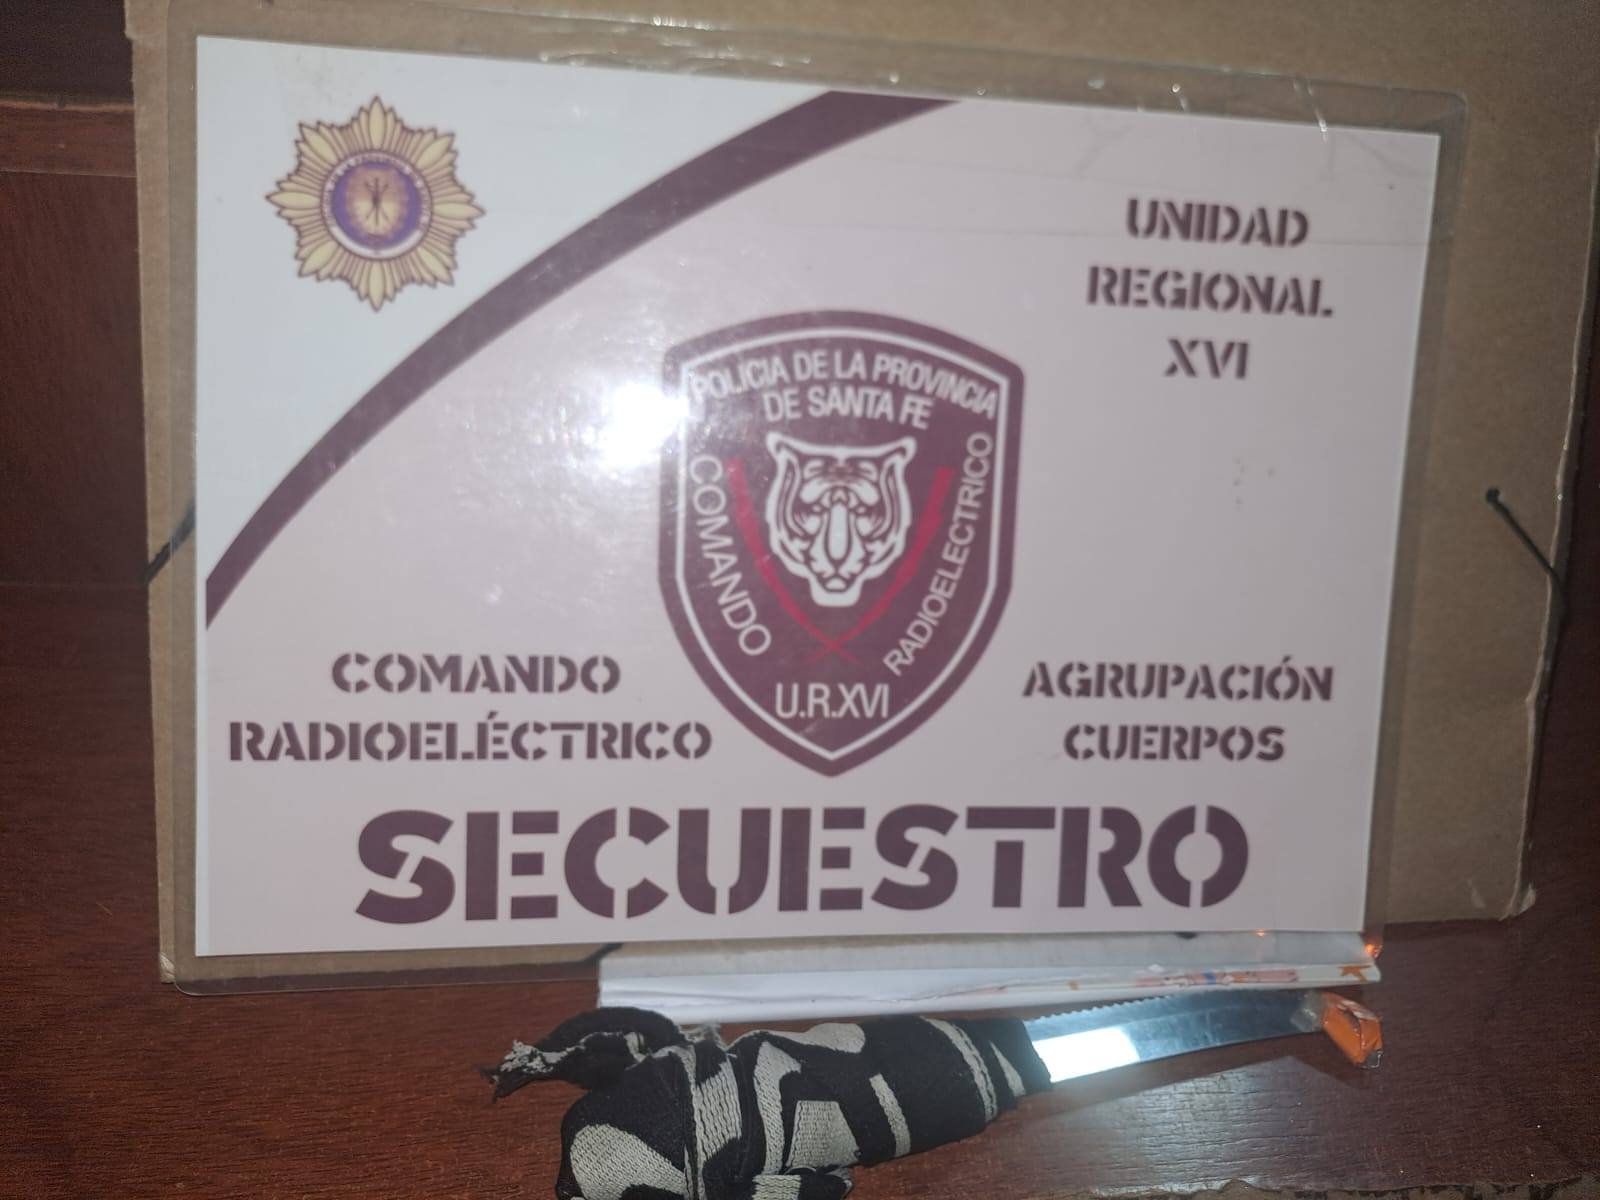 UNIDAD
REGIONAL
XVI
POLICIA DE LA PROVINCIA
DE SANTA FE
COMANDO
RADIOELECTRICO
U.R.XVI
COMANDO
RADIOELÉCTRICO
AGRUPACIÓN
CUERPOS
SECUESTRO